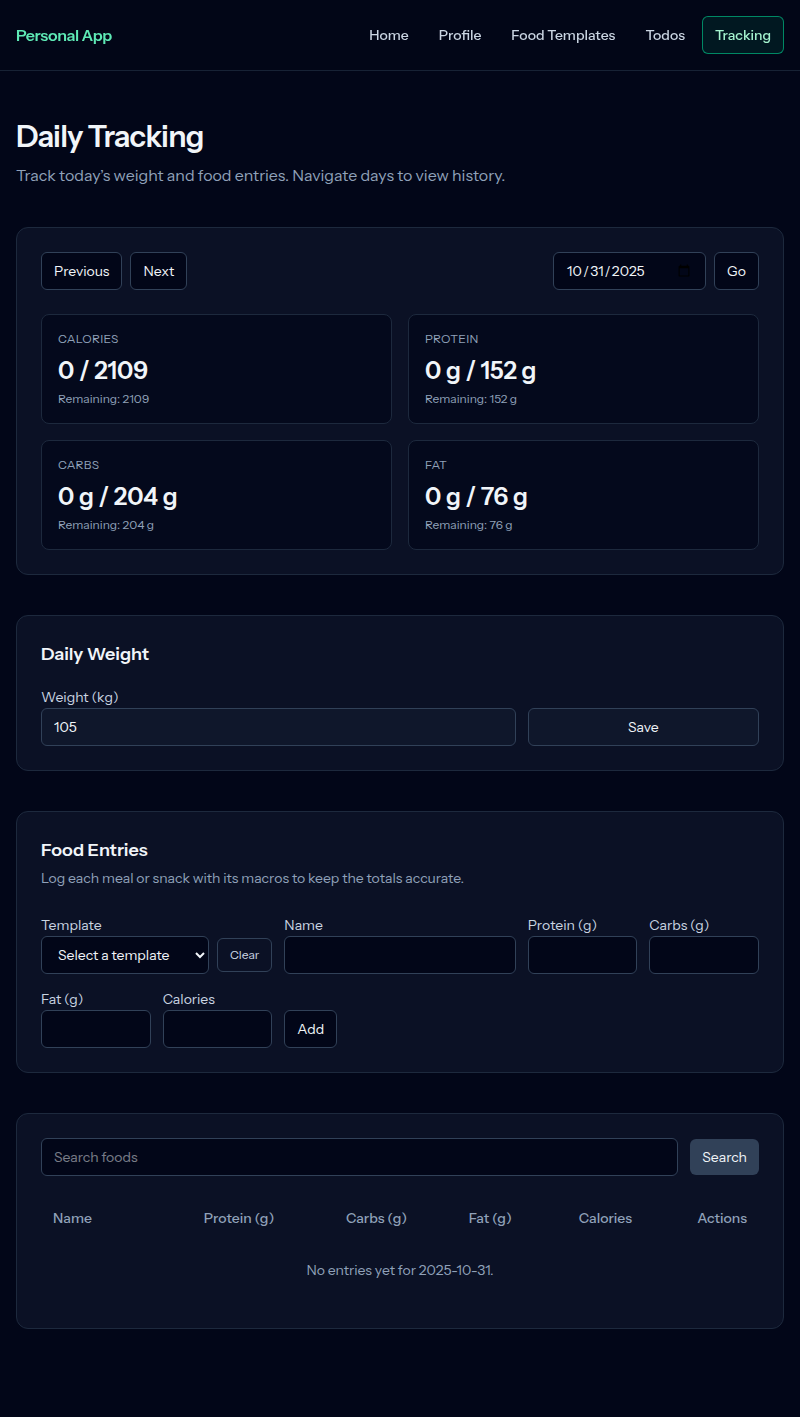 Personal App
Home Profile Food Templates Todos Tracking
Daily Tracking
Track today's weight and food entries. Navigate days to view history.
Previous Next 10/31/2025 Go
CALORIES
0 / 2109
Remaining: 2109
PROTEIN
0 g / 152 g
Remaining: 152 g
CARBS
0 g / 204 g
Remaining: 204 g
FAT
0 g / 76 g
Remaining: 76 g
Daily Weight
Weight (kg)
105 Save
Food Entries
Log each meal or snack with its macros to keep the totals accurate.
Template Name Protein (g) Carbs (g)
Select a template Clear
Fat (g) Calories
Add
Search foods Search
Name Protein (g) Carbs (g) Fat (g) Calories Actions
No entries yet for 2025-10-31.